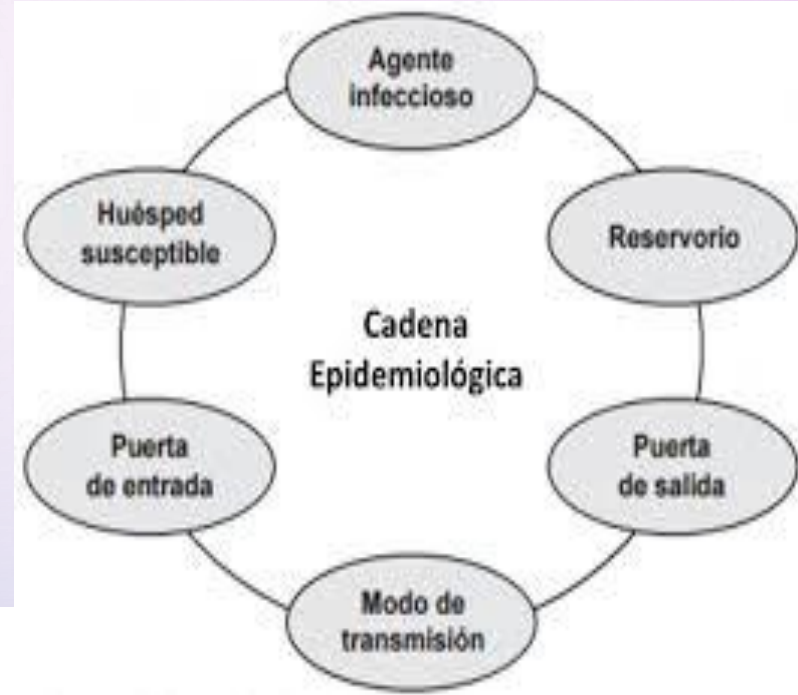 Agente
infeccioso
Reservorio
Puerta
de salida
Modo de
transmisión
Puerta
de entrada
Huésped
susceptible
Cadena
Epidemiológica